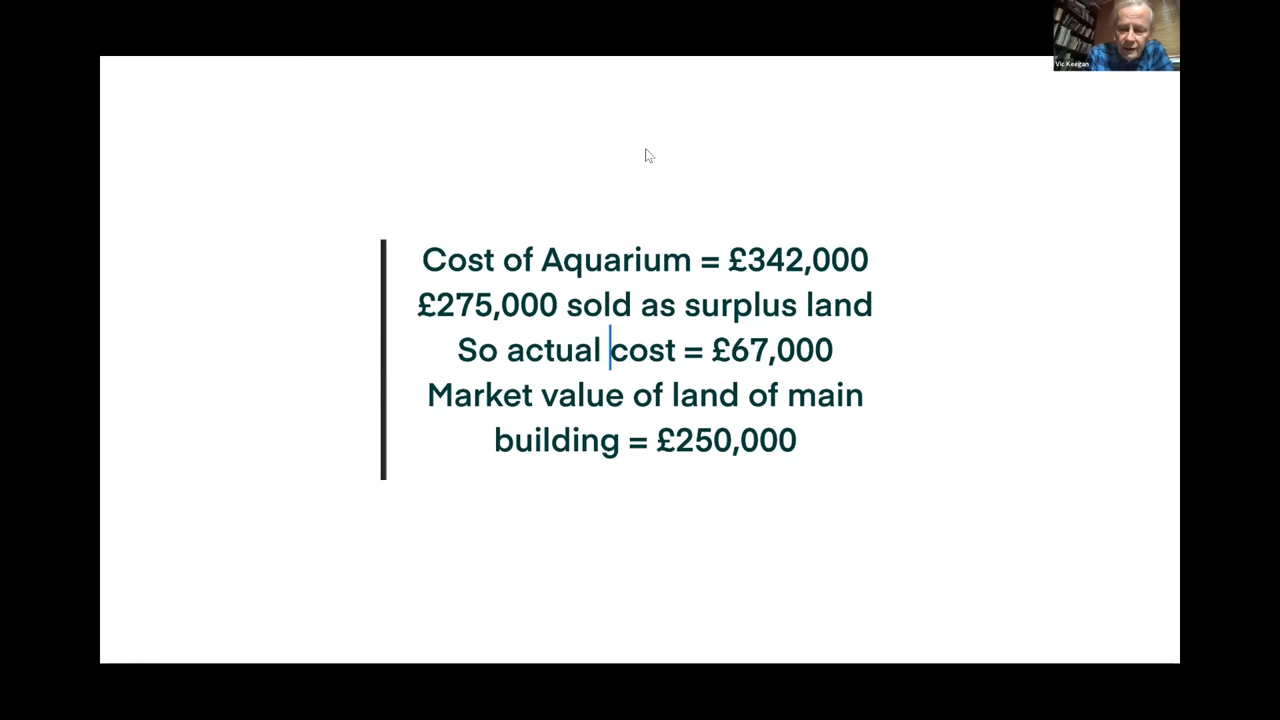 Vic Keegan
Cost of Aquarium = £342,000
£275,000 sold as surplus land
So actual cost = £67,000
Market value of land of main
building = £250,000